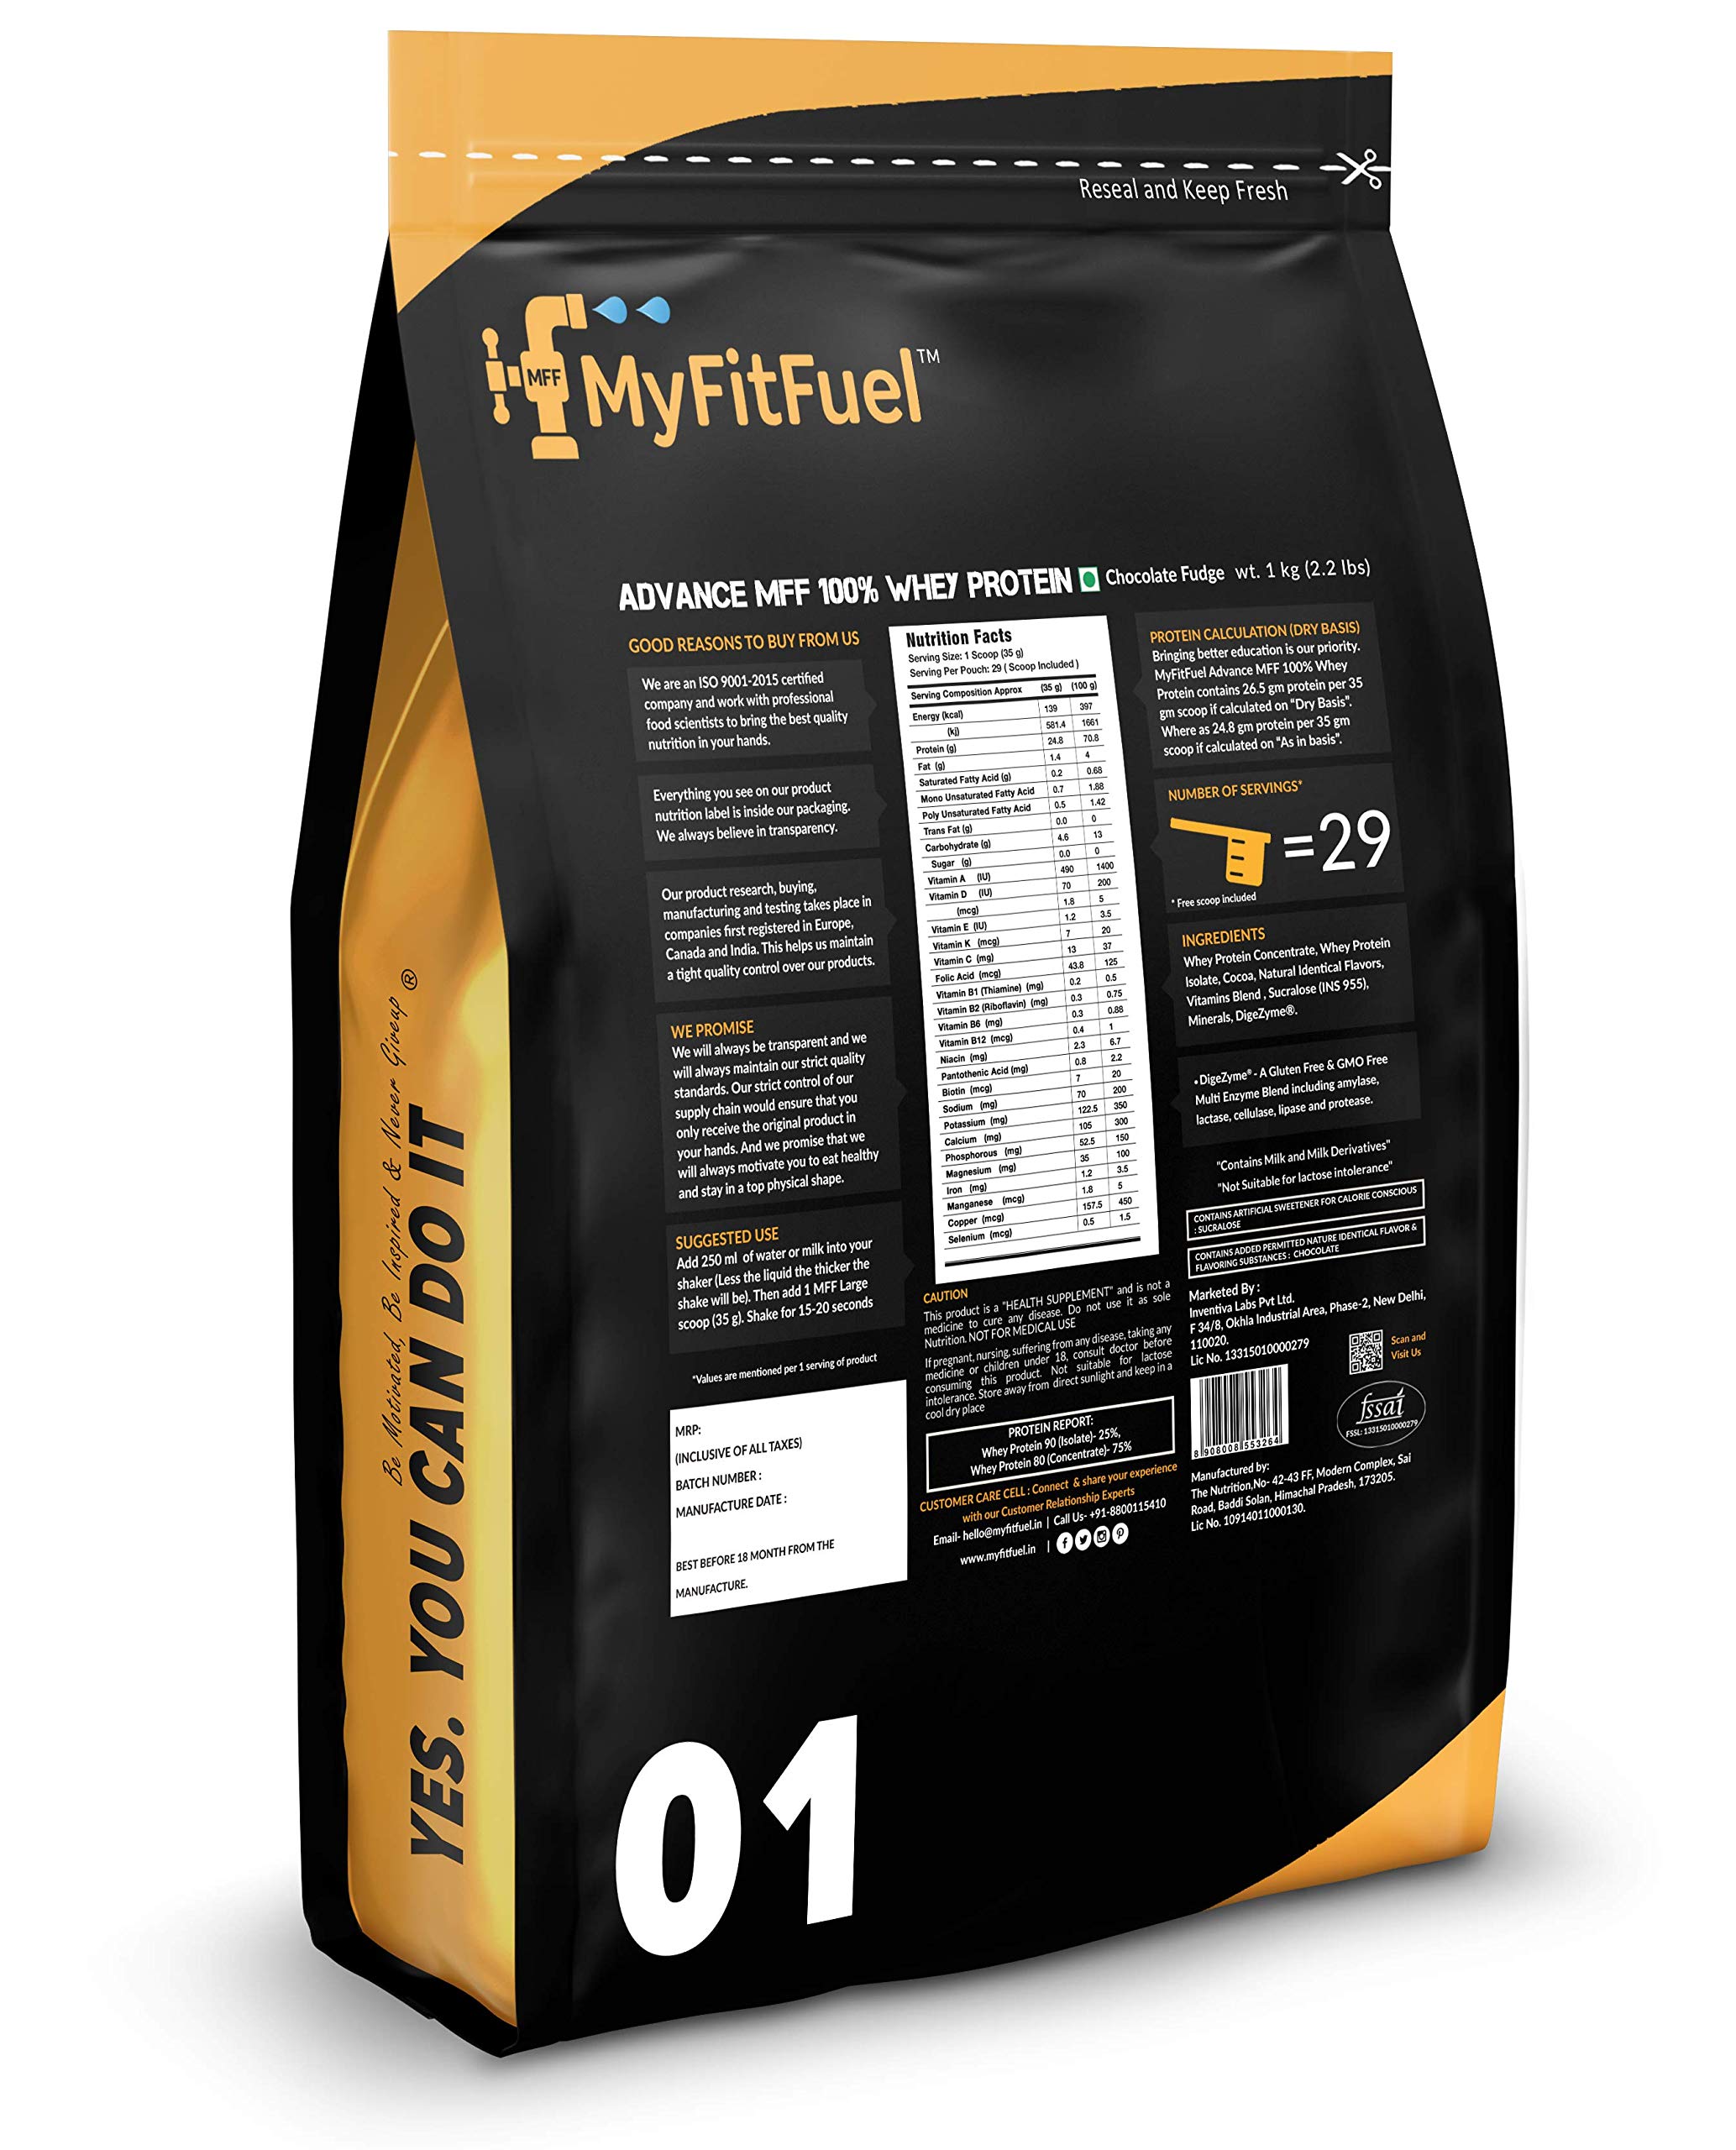 Reseal and Keep Fresh
MFF
MyFitFuel™
ADVANCE MFF 100% WHEY PROTEIN Chocolate Fudge wt. 1 kg (2.2 lbs)
GOOD REASONS TO BUY FROM US
We are an ISO 9001-2015 certified
company and work with professional
food scientists to bring the best quality
nutrition in your hands.
Everything you see on our product
nutrition label is inside our packaging.
We always believe in transparency.
Our product research, buying,
manufacturing and testing takes place in
companies first registered in Europe,
Canada and India. This helps us maintain
a tight quality control over our products.
WE PROMISE
We will always be transparent and we
will always maintain our strict quality
standards. Our strict control of our
supply chain would ensure that you
only receive the original product in
your hands. And we promise that we
will always motivate you to eat healthy
and stay in a top physical shape.
SUGGESTED USE
Add 250 ml of water or milk into your
shaker (Less the liquid the thicker the
shake will be). Then add 1 MFF Large
scoop (35 g). Shake for 15-20 seconds
*Values are mentioned per 1 serving of product
MRP:
(INCLUSIVE OF ALL TAXES)
BATCH NUMBER :
MANUFACTURE DATE :
BEST BEFORE 18 MONTH FROM THE
MANUFACTURE.
Nutrition Facts
Serving Size: 1 Scoop (35 g)
Serving Per Pouch: 29 ( Scoop Included )
Serving Composition Approx (35 g) (100 g)
Energy (kcal) 139 397
(kj) 581.4 1661
Protein (g) 24.8 70.8
Fat (g) 1.4 4
Saturated Fatty Acid (g) 0.2 0.68
Mono Unsaturated Fatty Acid 0.7 1.88
Poly Unsaturated Fatty Acid 0.5 1.42
Trans Fat (g) 0.0 0
Carbohydrate (g) 4.6 13
Sugar (g) 0.0 0
Vitamin A (IU) 490 1400
Vitamin D (IU) 70 200
(mcg) 1.8 5
Vitamin E (IU) 1.2 3.5
Vitamin K (mcg) 7 20
Vitamin C (mg) 13 37
Folic Acid (mcg) 43.8 125
Vitamin B1 (Thiamine) (mg) 0.2 0.5
Vitamin B2 (Riboflavin) (mg) 0.3 0.75
Vitamin B6 (mg) 0.3 0.88
Vitamin B12 (mcg) 0.4 1
Niacin (mg) 2.3 6.7
Pantothenic Acid (mg) 0.8 2.2
Biotin (mcg) 7 20
Sodium (mg) 70 200
Potassium (mg) 122.5 350
Calcium (mg) 105 300
Phosphorous (mg) 52.5 150
Magnesium (mg) 35 100
Iron (mg) 1.2 3.5
Manganese (mcg) 1.8 5
Copper (mcg) 157.5 450
Selenium (mcg) 0.5 1.5
CAUTION
This product is a "HEALTH SUPPLEMENT" and is not a
medicine to cure any disease. Do not use it as sole
Nutrition. NOT FOR MEDICAL USE
If pregnant, nursing, suffering from any disease, taking any
medicine or children under 18, consult doctor before
consuming this product. Not suitable for lactose
intolerance. Store away from direct sunlight and keep in a
cool dry place
PROTEIN REPORT:
Whey Protein 90 (Isolate)- 25%,
Whey Protein 80 (Concentrate)- 75%
CUSTOMER CARE CELL : Connect & share your experience
with our Customer Relationship Experts
Email- hello@myfitfuel.in | Call Us- +91-8800115410
www.myfitfuel.in |
PROTEIN CALCULATION (DRY BASIS)
Bringing better education is our priority.
MyFitFuel Advance MFF 100% Whey
Protein contains 26.5 gm protein per 35
gm scoop if calculated on "Dry Basis".
Where as 24.8 gm protein per 35 gm
scoop if calculated on "As in basis".
NUMBER OF SERVINGS*
=29
* Free scoop included
INGREDIENTS
Whey Protein Concentrate, Whey Protein
Isolate, Cocoa, Natural Identical Flavors,
Vitamins Blend , Sucralose (INS 955),
Minerals, DigeZyme®.
• DigeZyme® - A Gluten Free & GMO Free
Multi Enzyme Blend including amylase,
lactase, cellulase, lipase and protease.
"Contains Milk and Milk Derivatives"
"Not Suitable for lactose intolerance"
CONTAINS ARTIFICIAL SWEETENER FOR CALORIE CONSCIOUS
: SUCRALOSE
CONTAINS ADDED PERMITTED NATURE IDENTICAL FLAVOR &
FLAVORING SUBSTANCES : CHOCOLATE
Marketed By :
Inventiva Labs Pvt Ltd.
F 34/8, Okhla Industrial Area, Phase-2, New Delhi,
110020.
Lic No. 13315010000279
Scan and
Visit Us
8 908008 553264
fssai
FSSL: 13315010000279
Manufactured by:
The Nutrition,No- 42-43 FF, Modern Complex, Sai
Road, Baddi Solan, Himachal Pradesh, 173205.
Lic No. 10914011000130.
Be Motivated, Be Inspired & Never Giveup ®
YES. YOU CAN DO IT
01